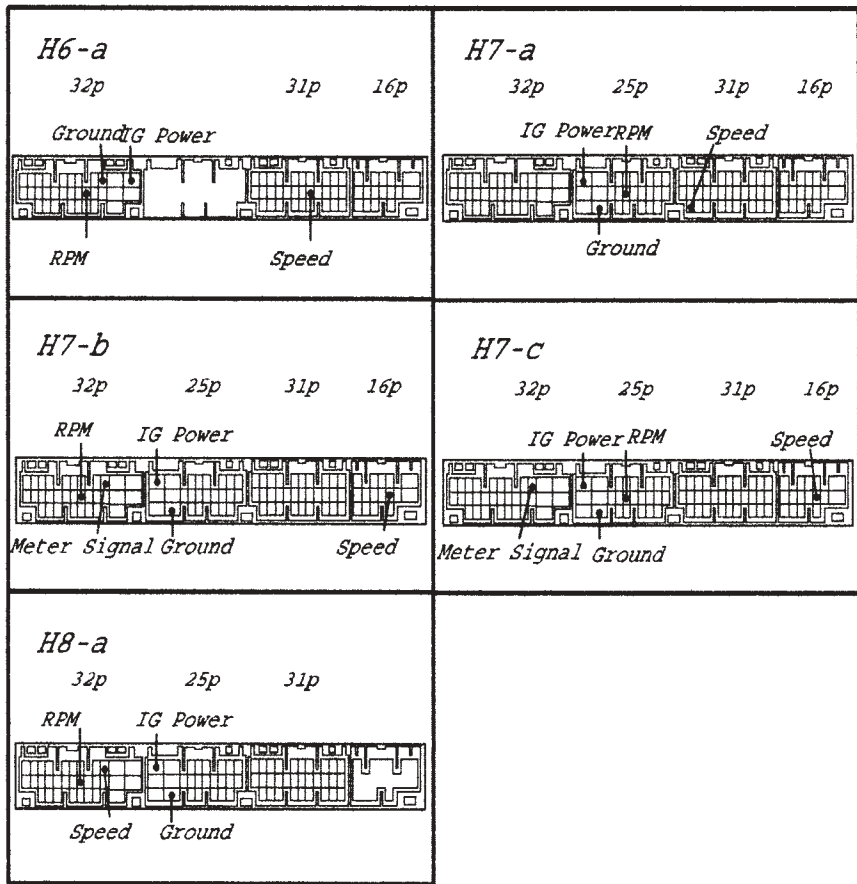 H6-a
32p 31p 16p
Ground IG Power
RPM Speed
H7-a
32p 25p 31p 16p
IG Power RPM Speed
Ground
H7-b
32p 25p 31p 16p
RPM IG Power
Meter Signal Ground Speed
H7-c
32p 25p 31p 16p
IG Power RPM Speed
Meter Signal Ground
H8-a
32p 25p 31p
RPM IG Power
Speed Ground